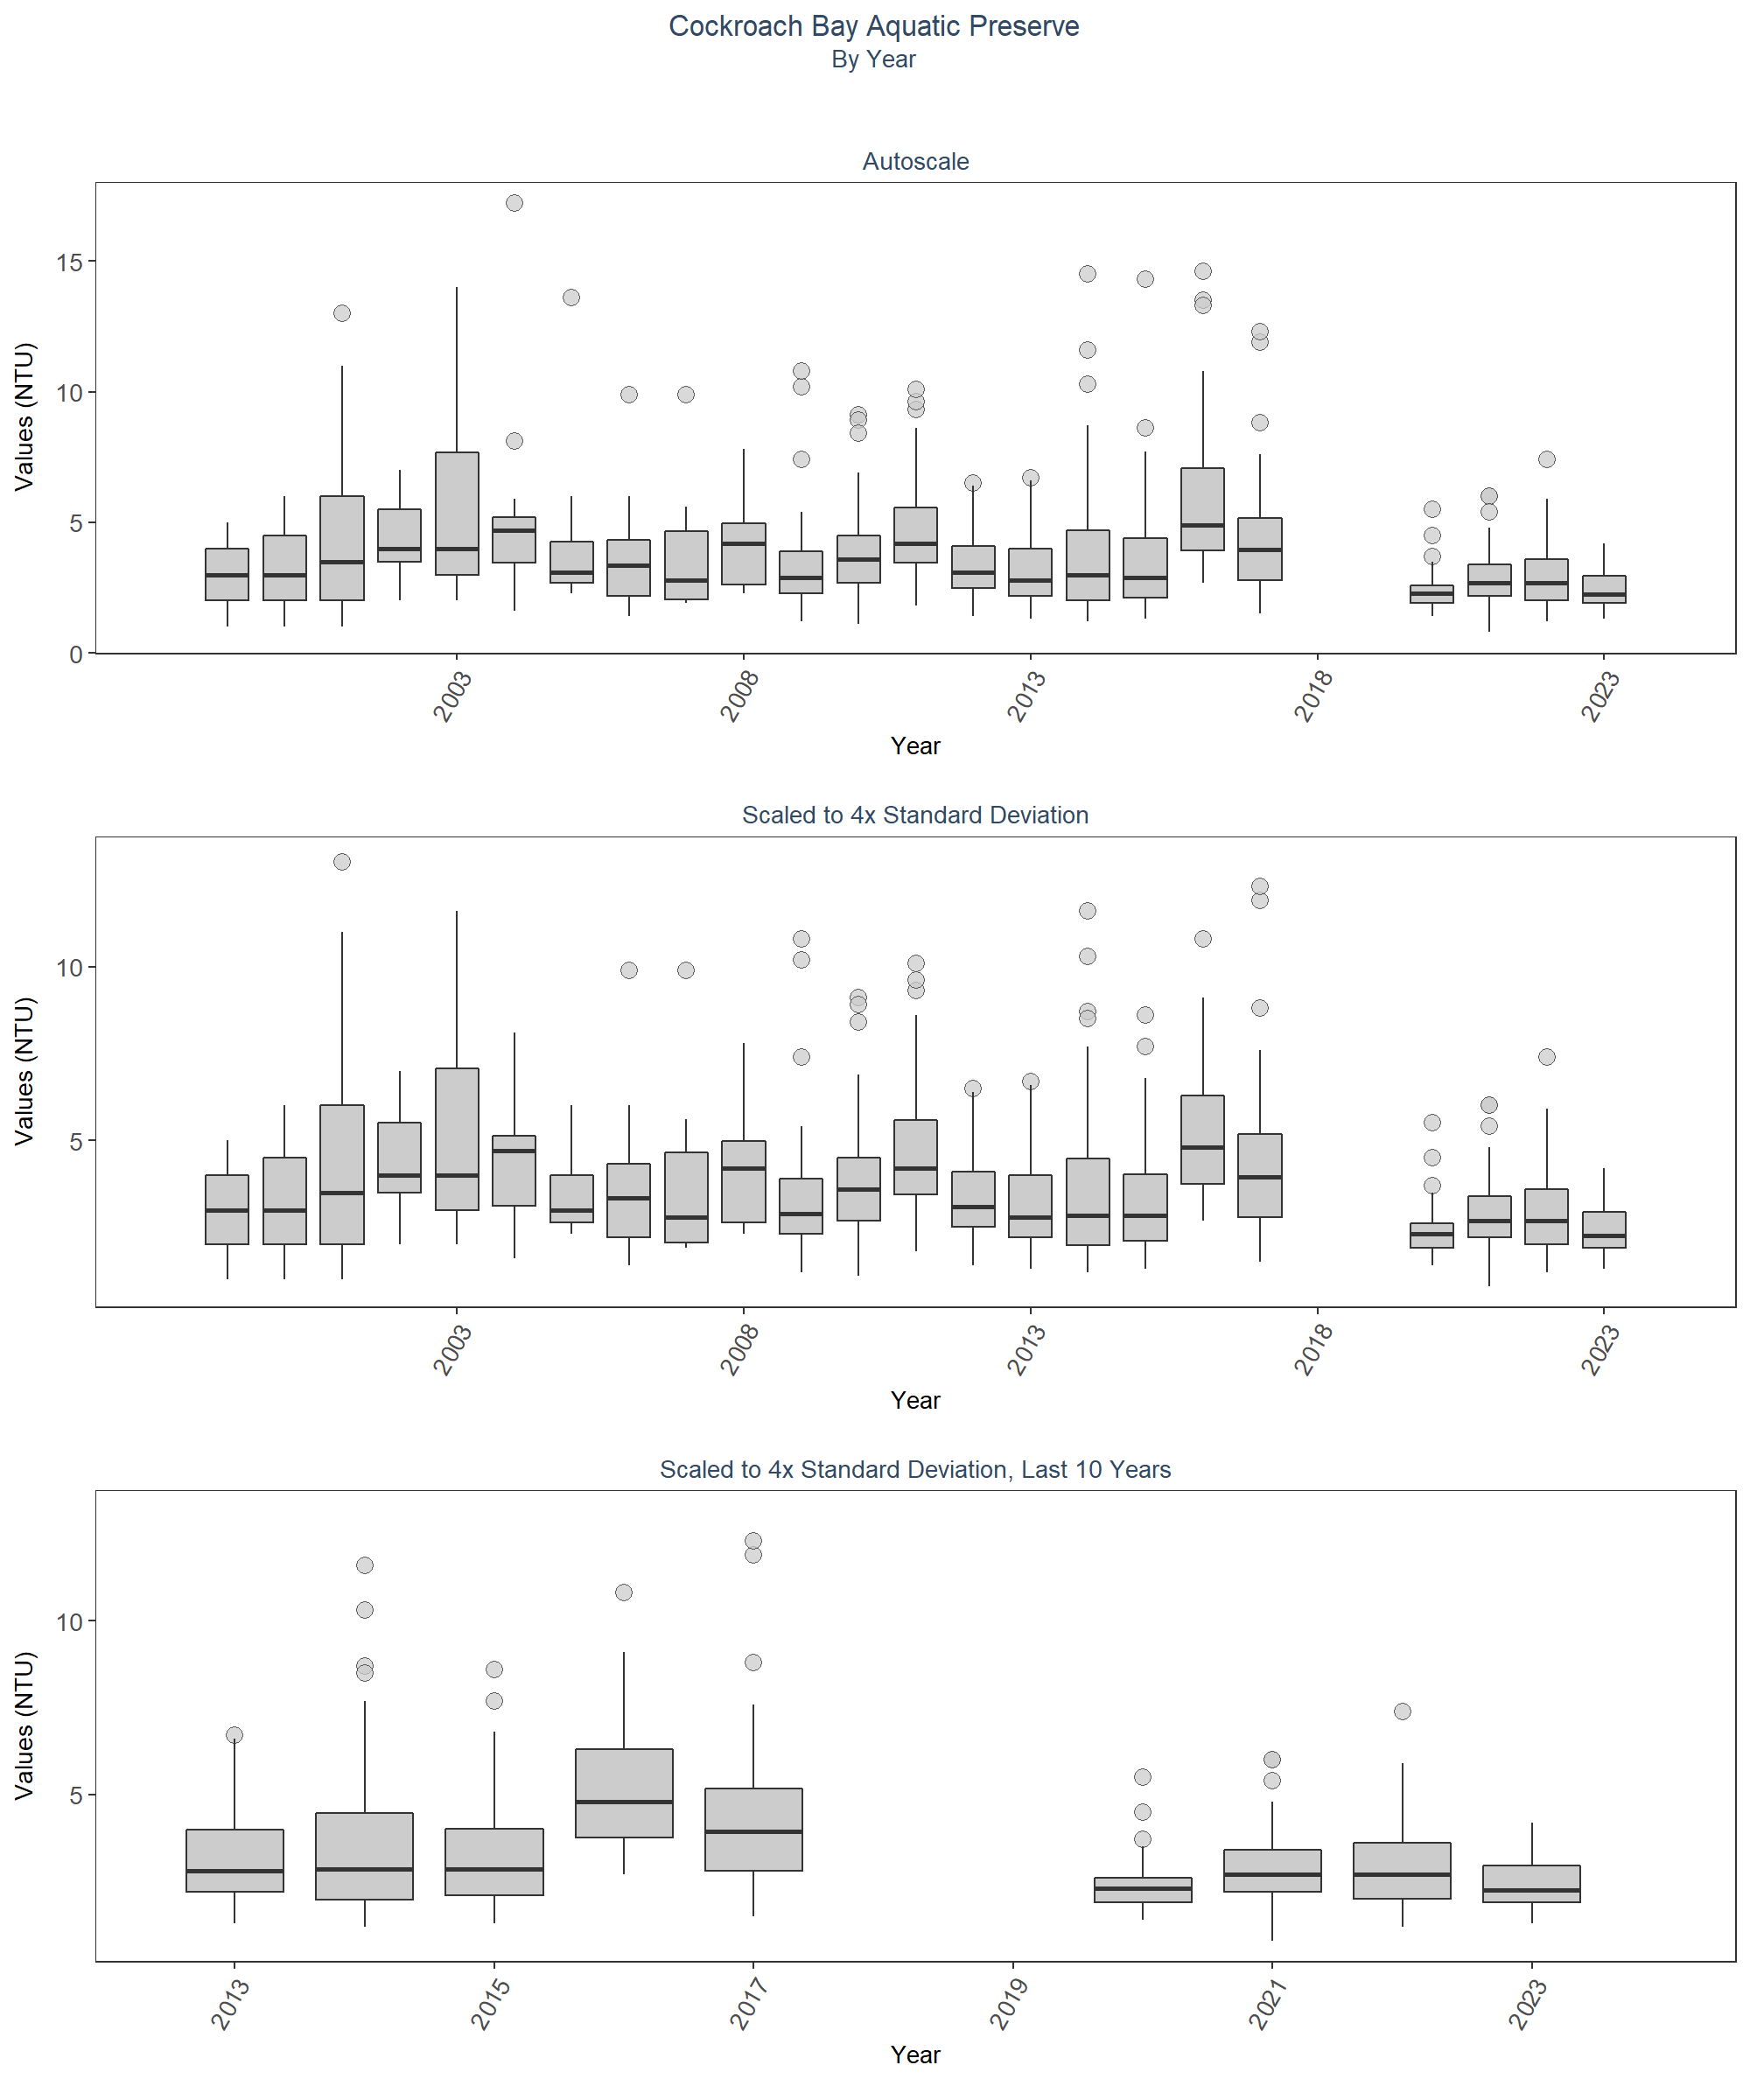 Cockroach Bay Aquatic Preserve
By Year
Autoscale
Values (NTU)
15
10
5
0
2003 2008 2013 2018 2023
Year
Scaled to 4x Standard Deviation
Values (NTU)
10
5
2003 2008 2013 2018 2023
Year
Scaled to 4x Standard Deviation, Last 10 Years
Values (NTU)
10
5
2013 2015 2017 2019 2021 2023
Year